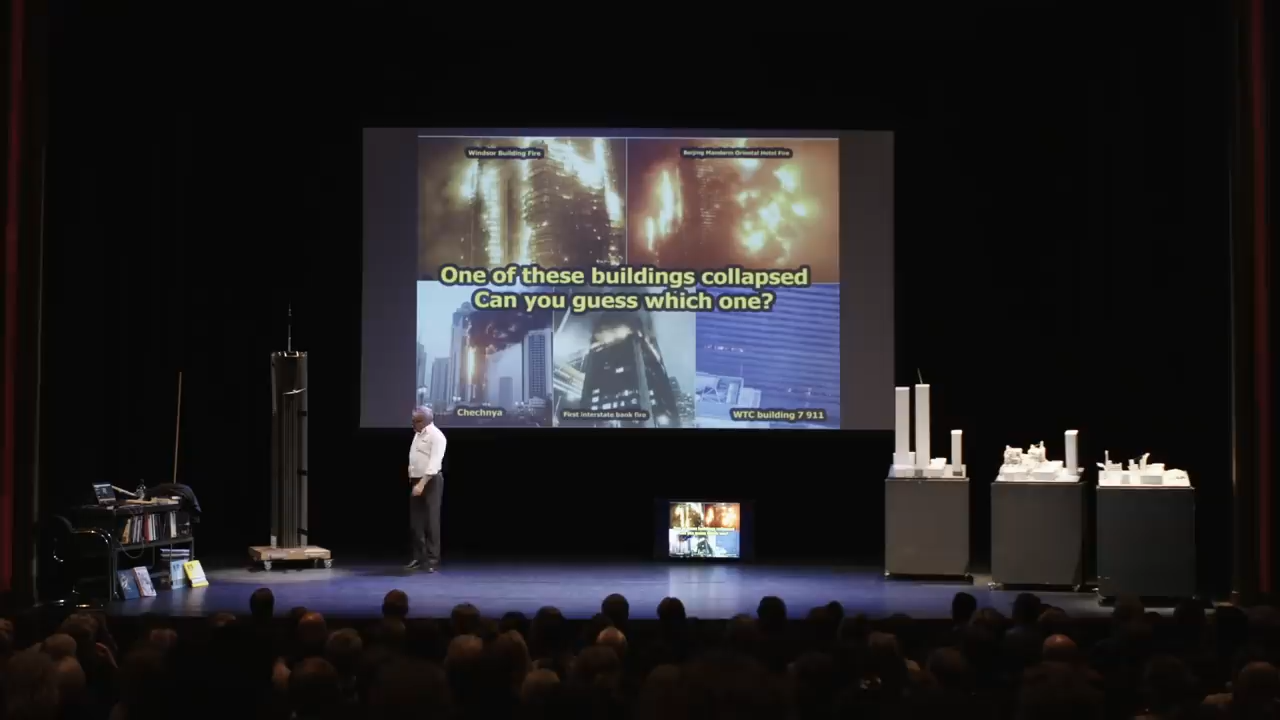 Windsor Building Fire
Beijing Mandarin Oriental Hotel Fire
One of these buildings collapsed
Can you guess which one?
Chechnya
First interstate bank fire
WTC building 7 911